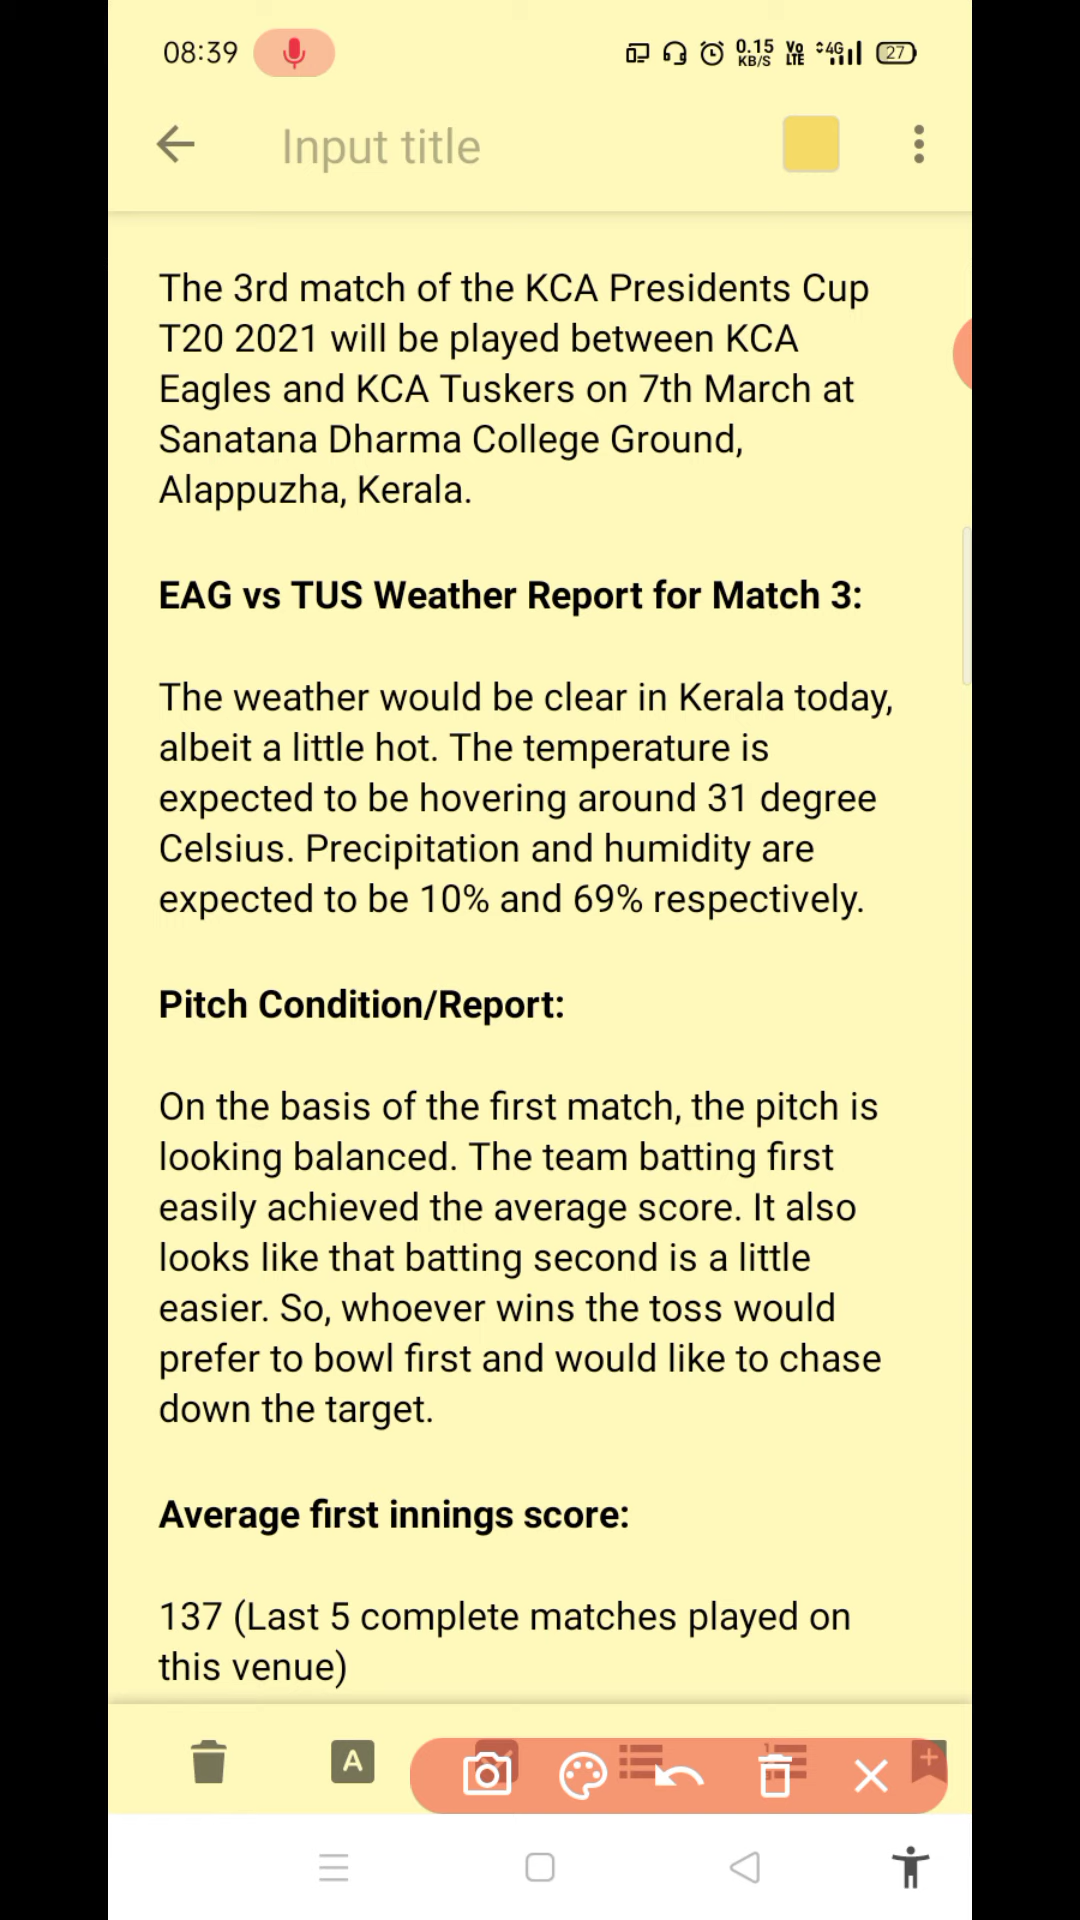 08:39
0.15
KB/S
Vo
LTE
4G
27
Input title
The 3rd match of the KCA Presidents Cup
T20 2021 will be played between KCA
Eagles and KCA Tuskers on 7th March at
Sanatana Dharma College Ground,
Alappuzha, Kerala.
EAG vs TUS Weather Report for Match 3:
The weather would be clear in Kerala today,
albeit a little hot. The temperature is
expected to be hovering around 31 degree
Celsius. Precipitation and humidity are
expected to be 10% and 69% respectively.
Pitch Condition/Report:
On the basis of the first match, the pitch is
looking balanced. The team batting first
easily achieved the average score. It also
looks like that batting second is a little
easier. So, whoever wins the toss would
prefer to bowl first and would like to chase
down the target.
Average first innings score:
137 (Last 5 complete matches played on
this venue)
A